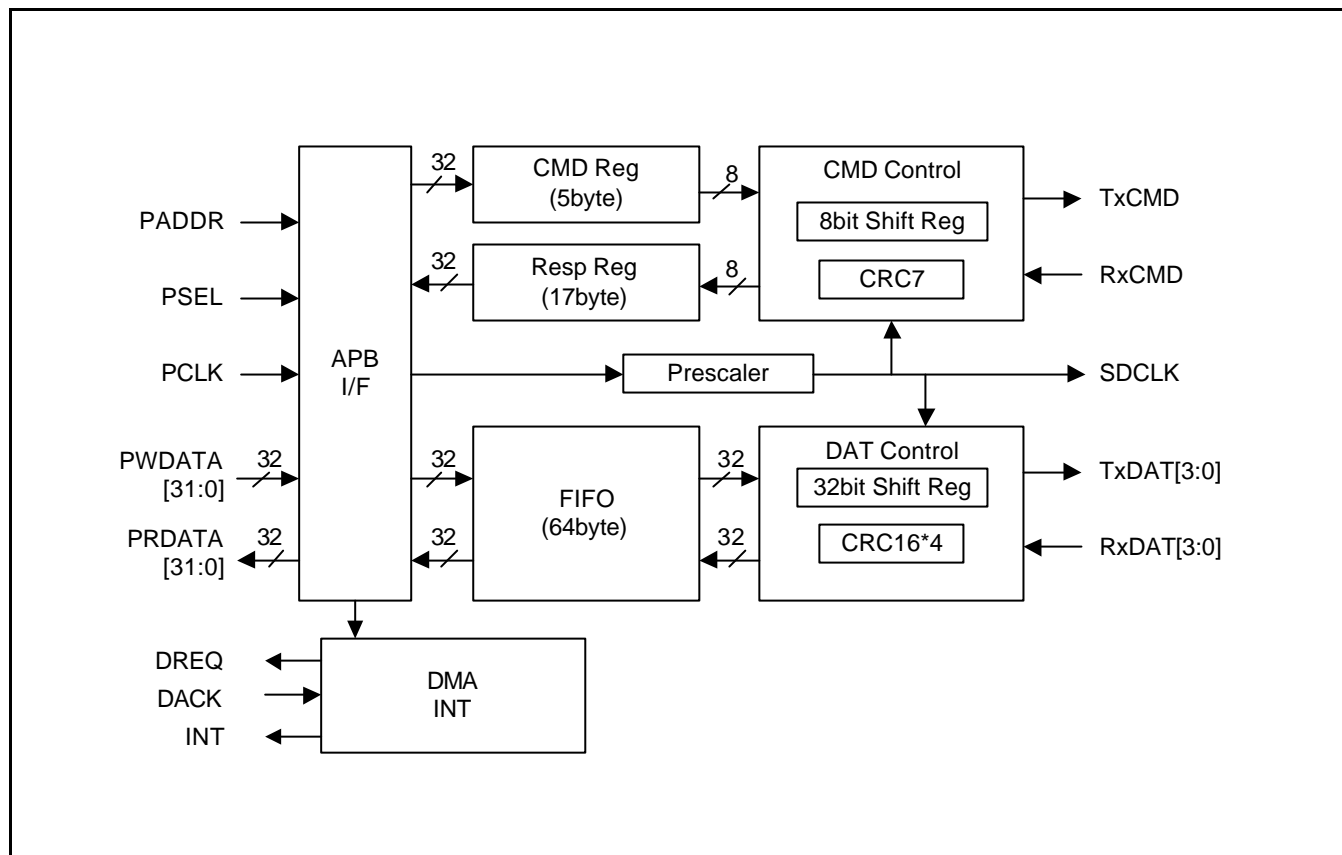 PADDR
PSEL
PCLK
PWDATA
[31:0]
32
PRDATA
[31:0]
32
APB
I/F
32
CMD Reg
(5byte)
8
CMD Control
8bit Shift Reg
CRC7
TxCMD
RxCMD
32
Resp Reg
(17byte)
8
Prescaler
SDCLK
32
32
FIFO
(64byte)
32
32
DAT Control
32bit Shift Reg
CRC16*4
TxDAT[3:0]
RxDAT[3:0]
DREQ
DACK
INT
DMA
INT